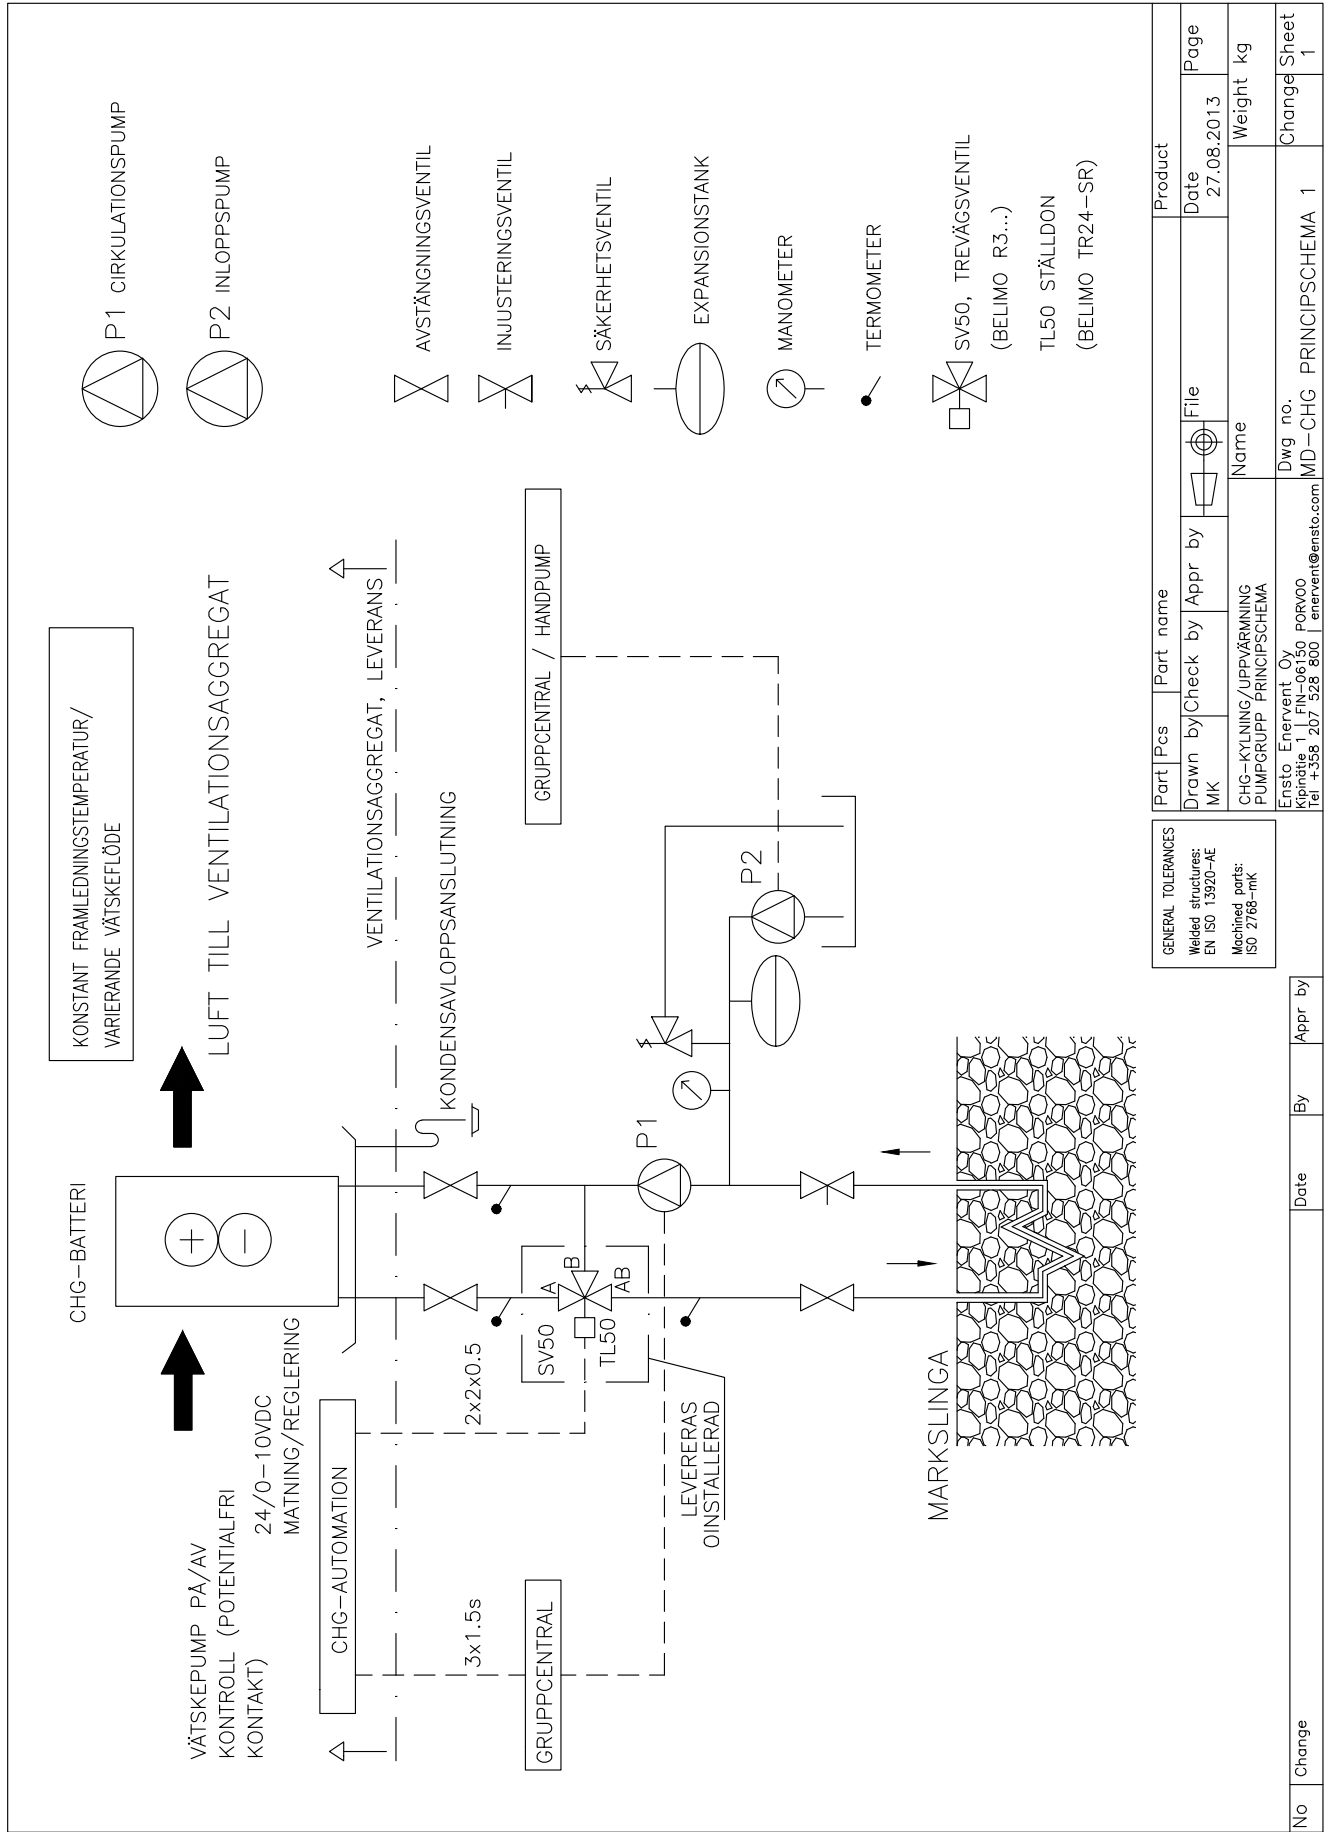 KONSTANT FRAMLEDNINGSTEMPERATUR/
VARIERANDE VÄTSKEFLÖDE
P1 CIRKULATIONSPUMP
P2 INLOPPSPUMP
CHG-BATTERI
LUFT TILL VENTILATIONSAGGREGAT
VÄTSKEPUMP PÅ/AV
KONTROLL (POTENTIALFRI
KONTAKT)
24/0-10VDC
MATNING/REGLERING
CHG-AUTOMATION
VENTILATIONSAGGREGAT, LEVERANS
KONDENSAVLOPPSANSLUTNING
3x1.5s
2x2x0.5
GRUPPCENTRAL
GRUPPCENTRAL / HANDPUMP
SV50
A
B
TL50
AB
P1
P2
LEVERERAS
OINSTALLERAD
MARKSLINGA
AVSTÄNGNINGSVENTIL
INJUSTERINGSVENTIL
SÄKERHETSVENTIL
EXPANSIONSTANK
MANOMETER
TERMOMETER
SV50, TREVÄGSVENTIL
(BELIMO R3...)
TL50 STÄLLDON
(BELIMO TR24-SR)
GENERAL TOLERANCES
Welded structures:
EN ISO 13920-AE
Machined parts:
ISO 2768-mK
Part
Pcs
Part name
Product
Drawn by
MK
Check by
Appr by
File
Date
27.08.2013
Page
CHG-KYLNING/UPPVÄRMNING
PUMPGRUPP PRINCIPSCHEMA
Name
Weight kg
Ensto Enervent Oy
Kipinätie 1 | FIN-06150 PORVOO
Tel +358 207 528 800 | enervent@ensto.com
Dwg no.
MD-CHG PRINCIPSCHEMA 1
Change
Sheet
1
No
Change
Date
By
Appr by